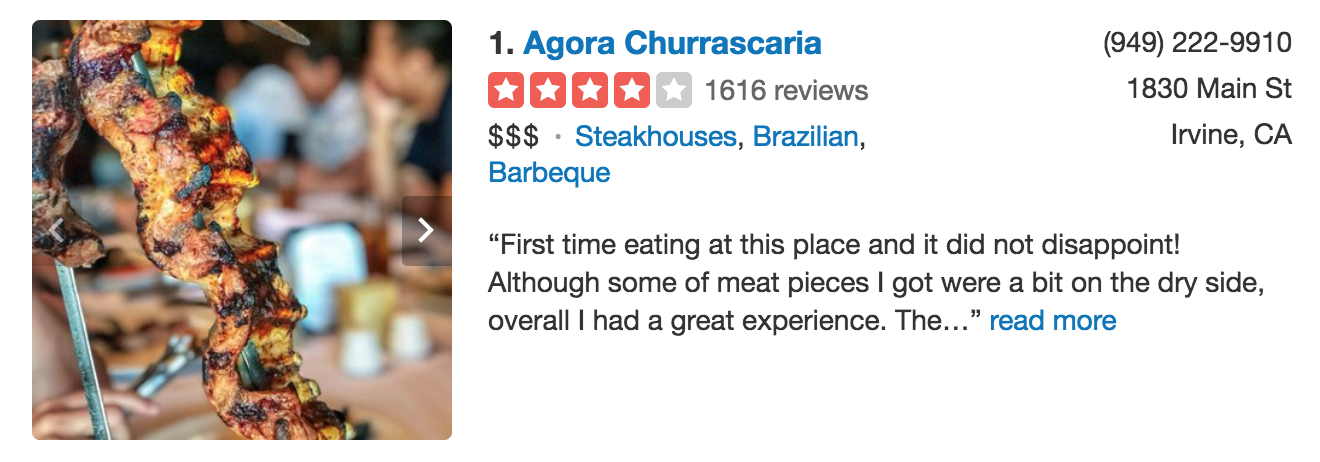 1. Agora Churrascaria
1616 reviews
$$$ · Steakhouses, Brazilian,
Barbeque
(949) 222-9910
1830 Main St
Irvine, CA
“First time eating at this place and it did not disappoint!
Although some of meat pieces I got were a bit on the dry side,
overall I had a great experience. The…” read more